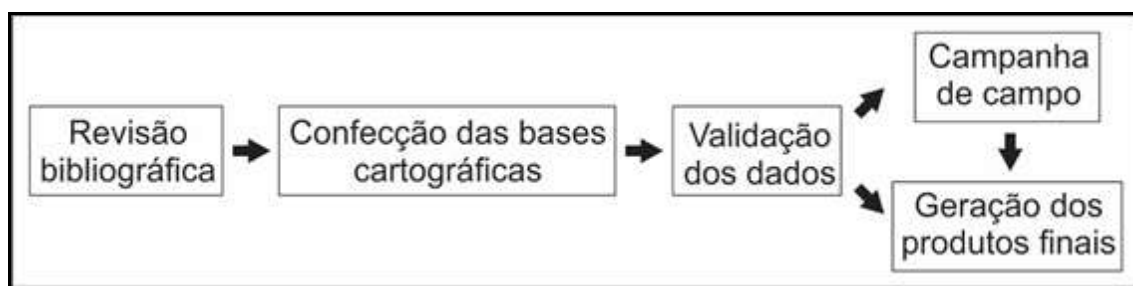 Revisão
bibliográfica
Confecção das bases
cartográficas
Validação
dos dados
Campanha
de campo
Geração dos
produtos finais